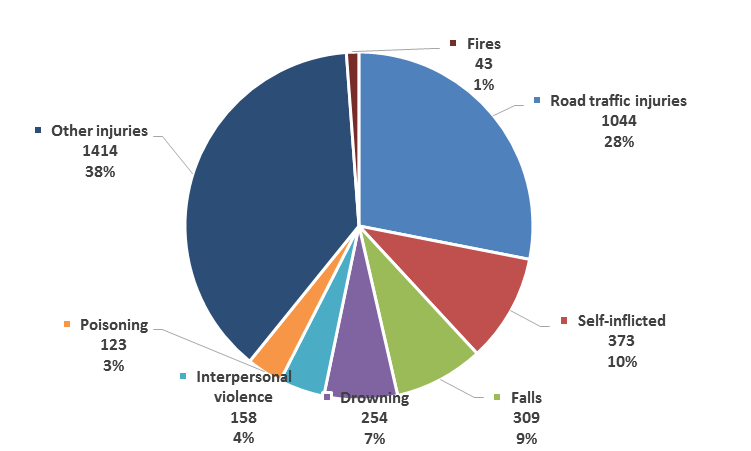 Fires
43
1%
Road traffic injuries
1044
28%
Other injuries
1414
38%
Self-inflicted
373
10%
Poisoning
123
3%
Interpersonal
violence
158
4%
Drowning
254
7%
Falls
309
9%